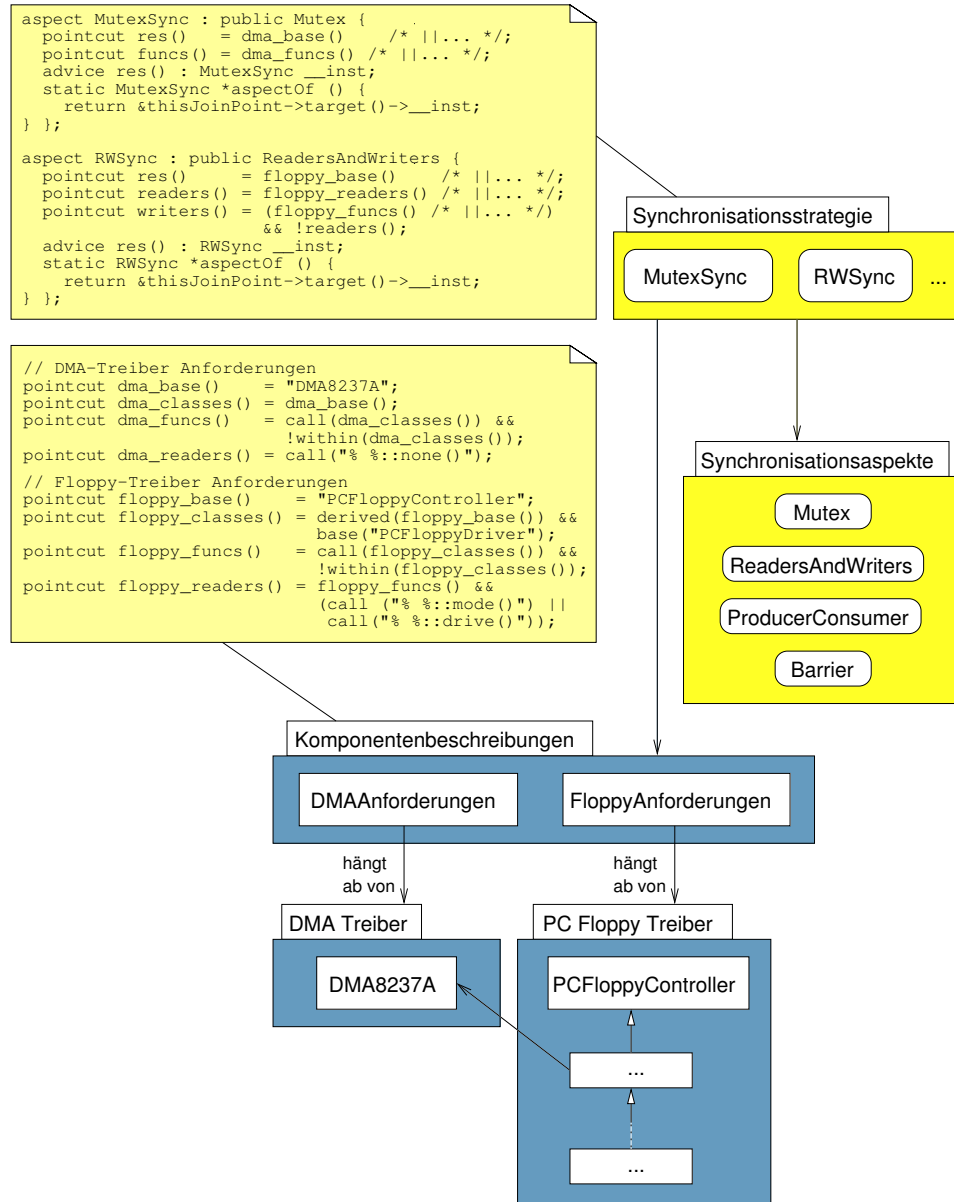 aspect MutexSync : public Mutex {
  pointcut res()   = dma_base()    /* ||... */;
  pointcut funcs() = dma_funcs() /* ||... */;
  advice res() : MutexSync __inst;
  static MutexSync *aspectOf () {
    return &thisJoinPoint->target()->__inst;
} };
aspect RWSync : public ReadersAndWriters {
  pointcut res()     = floppy_base()    /* ||... */;
  pointcut readers() = floppy_readers() /* ||... */;
  pointcut writers() = (floppy_funcs() /* ||... */)
                       && !readers();
  advice res() : RWSync __inst;
  static RWSync *aspectOf () {
    return &thisJoinPoint->target()->__inst;
} };
Synchronisationsstrategie
MutexSync
RWSync
...
// DMA-Treiber Anforderungen
pointcut dma_base()    = "DMA8237A";
pointcut dma_classes() = dma_base();
pointcut dma_funcs()   = call(dma_classes()) &&
                         !within(dma_classes());
pointcut dma_readers() = call("% %::none()");
// Floppy-Treiber Anforderungen
pointcut floppy_base()    = "PCFloppyController";
pointcut floppy_classes() = derived(floppy_base()) &&
                            base("PCFloppyDriver");
pointcut floppy_funcs()   = call(floppy_classes()) &&
                            !within(floppy_classes());
pointcut floppy_readers() = floppy_funcs() &&
                            (call ("% %::mode()") ||
                             call("% %::drive()"));
Synchronisationsaspekte
Mutex
ReadersAndWriters
ProducerConsumer
Barrier
Komponentenbeschreibungen
DMAAnforderungen
FloppyAnforderungen
hängt
ab von
hängt
ab von
DMA Treiber
PC Floppy Treiber
DMA8237A
PCFloppyController
...
...